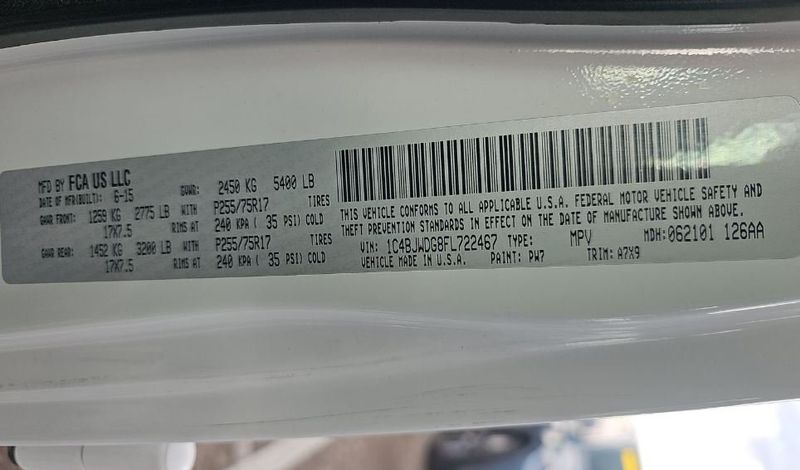 MFD BY FCA US LLC
DATE OF MFR(BUILT): 6-15 GVWR: 2450 KG 5400 LB
GAWR FRONT: 1259 KG 2775 LB WITH P255/75R17 TIRES
17X7.5 RIMS AT 240 KPA ( 35 PSI) COLD
GAWR REAR: 1452 KG 3200 LB WITH P255/75R17 TIRES
17X7.5 RIMS AT 240 KPA ( 35 PSI) COLD
THIS VEHICLE CONFORMS TO ALL APPLICABLE U.S.A. FEDERAL MOTOR VEHICLE SAFETY AND
THEFT PREVENTION STANDARDS IN EFFECT ON THE DATE OF MANUFACTURE SHOWN ABOVE.
VIN: 1C4BJWDG8FL722467 TYPE: MPV MDH: 062101 126AA
VEHICLE MADE IN U.S.A. PAINT: PW7 TRIM: A7X9